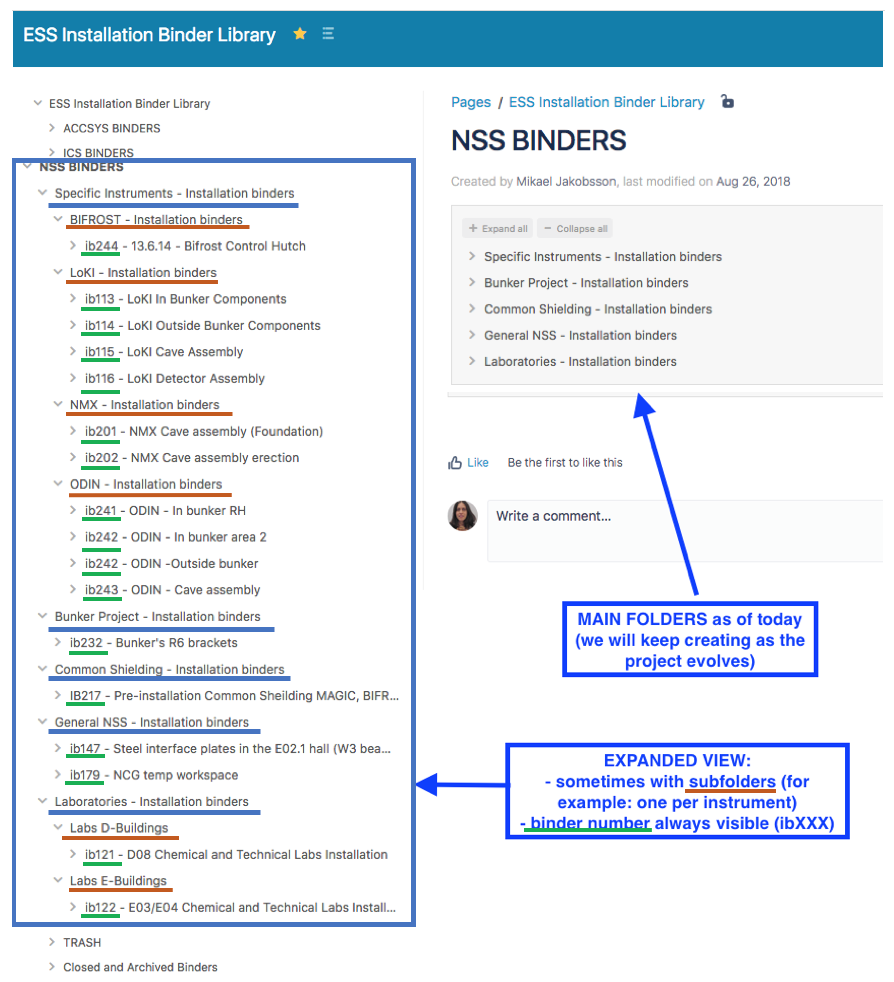 ESS Installation Binder Library
ESS Installation Binder Library
ACCSYS BINDERS
ICS BINDERS
NSS BINDERS
Specific Instruments - Installation binders
BIFROST - Installation binders
ib244 - 13.6.14 - Bifrost Control Hutch
LoKI - Installation binders
ib113 - LoKI In Bunker Components
ib114 - LoKI Outside Bunker Components
ib115 - LoKI Cave Assembly
ib116 - LoKI Detector Assembly
NMX - Installation binders
ib201 - NMX Cave assembly (Foundation)
ib202 - NMX Cave assembly erection
ODIN - Installation binders
ib241 - ODIN - In bunker RH
ib242 - ODIN - In bunker area 2
ib242 - ODIN -Outside bunker
ib243 - ODIN - Cave assembly
Bunker Project - Installation binders
ib232 - Bunker's R6 brackets
Common Shielding - Installation binders
IB217 - Pre-installation Common Sheilding MAGIC, BIFR...
General NSS - Installation binders
ib147 - Steel interface plates in the E02.1 hall (W3 bea...
ib179 - NCG temp workspace
Laboratories - Installation binders
Labs D-Buildings
ib121 - D08 Chemical and Technical Labs Installation
Labs E-Buildings
ib122 - E03/E04 Chemical and Technical Labs Install...
TRASH
Closed and Archived Binders
Pages / ESS Installation Binder Library
NSS BINDERS
Created by Mikael Jakobsson, last modified on Aug 26, 2018
Expand all Collapse all
Specific Instruments - Installation binders
Bunker Project - Installation binders
Common Shielding - Installation binders
General NSS - Installation binders
Laboratories - Installation binders
Like Be the first to like this
Write a comment...
MAIN FOLDERS as of today
(we will keep creating as the
project evolves)
EXPANDED VIEW:
- sometimes with subfolders (for
example: one per instrument)
- binder number always visible (ibXXX)